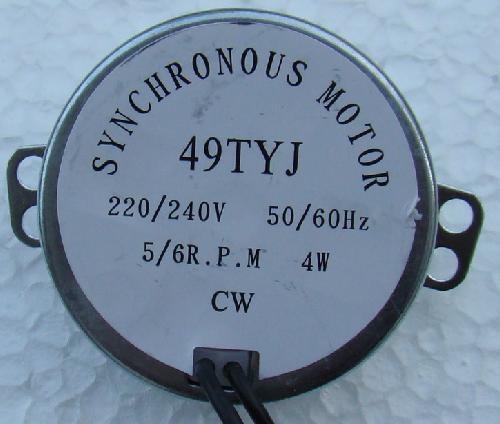 SYNCHRONOUS MOTOR
49TYJ
220/240V 50/60Hz
5/6R.P.M 4W
CW